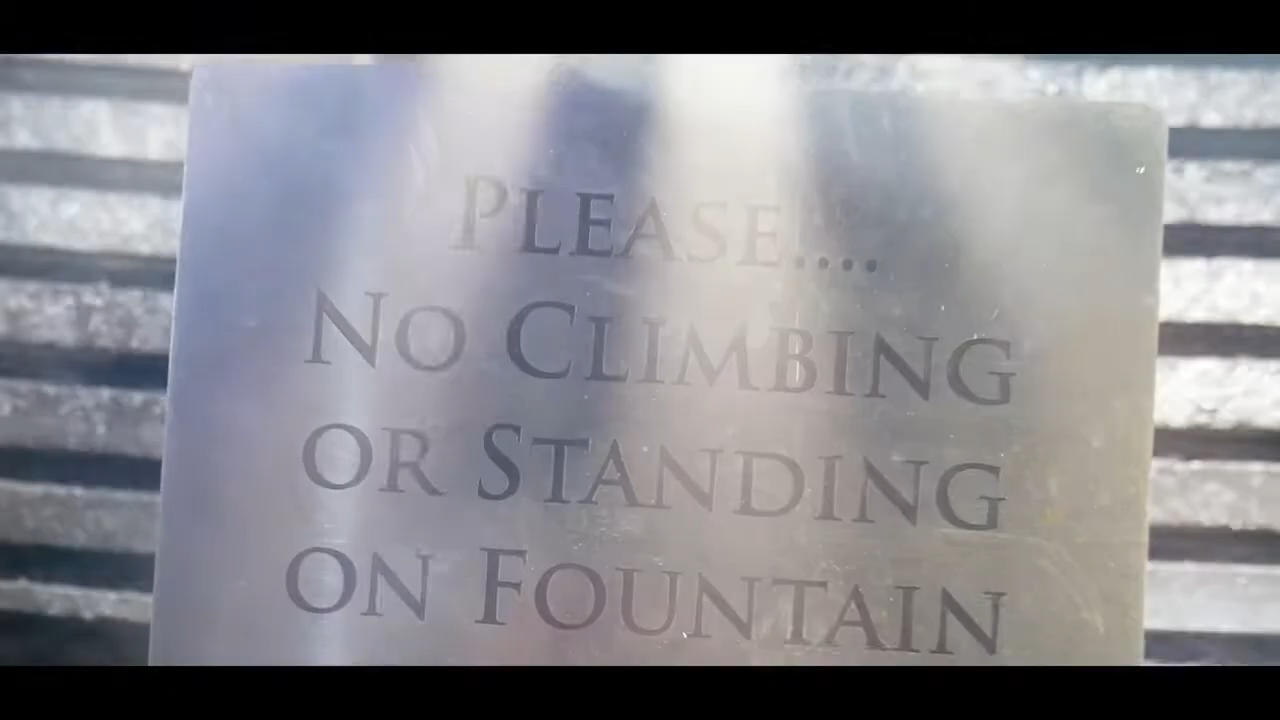 PLEASE....
NO CLIMBING
OR STANDING
ON FOUNTAIN